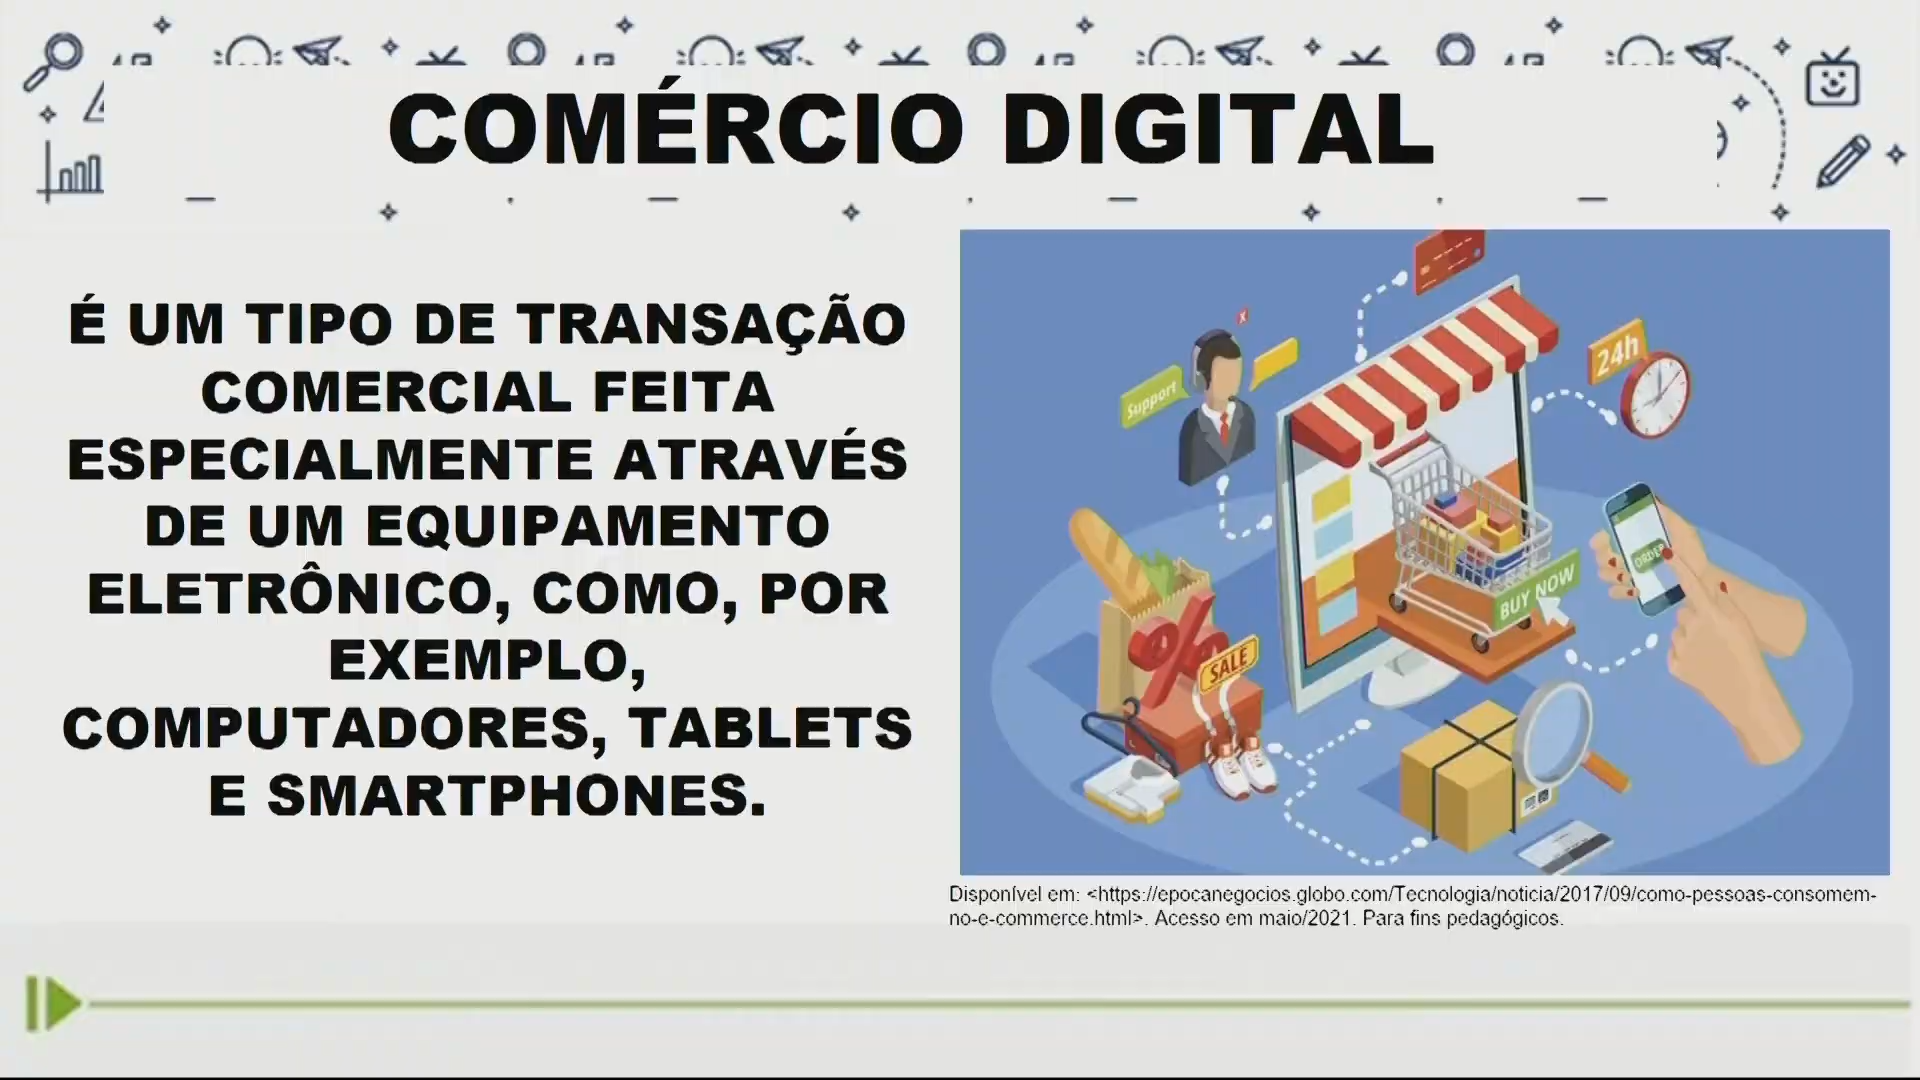 COMÉRCIO DIGITAL
É UM TIPO DE TRANSAÇÃO
COMERCIAL FEITA
ESPECIALMENTE ATRAVÉS
DE UM EQUIPAMENTO
ELETRÔNICO, COMO, POR
EXEMPLO,
COMPUTADORES, TABLETS
E SMARTPHONES.
Support
24h
ORDER
BUY NOW
%
SALE
Disponível em: <https://epocanegocios.globo.com/Tecnologia/noticia/2017/09/como-pessoas-consomem-
no-e-commerce.html>. Acesso em maio/2021. Para fins pedagógicos.